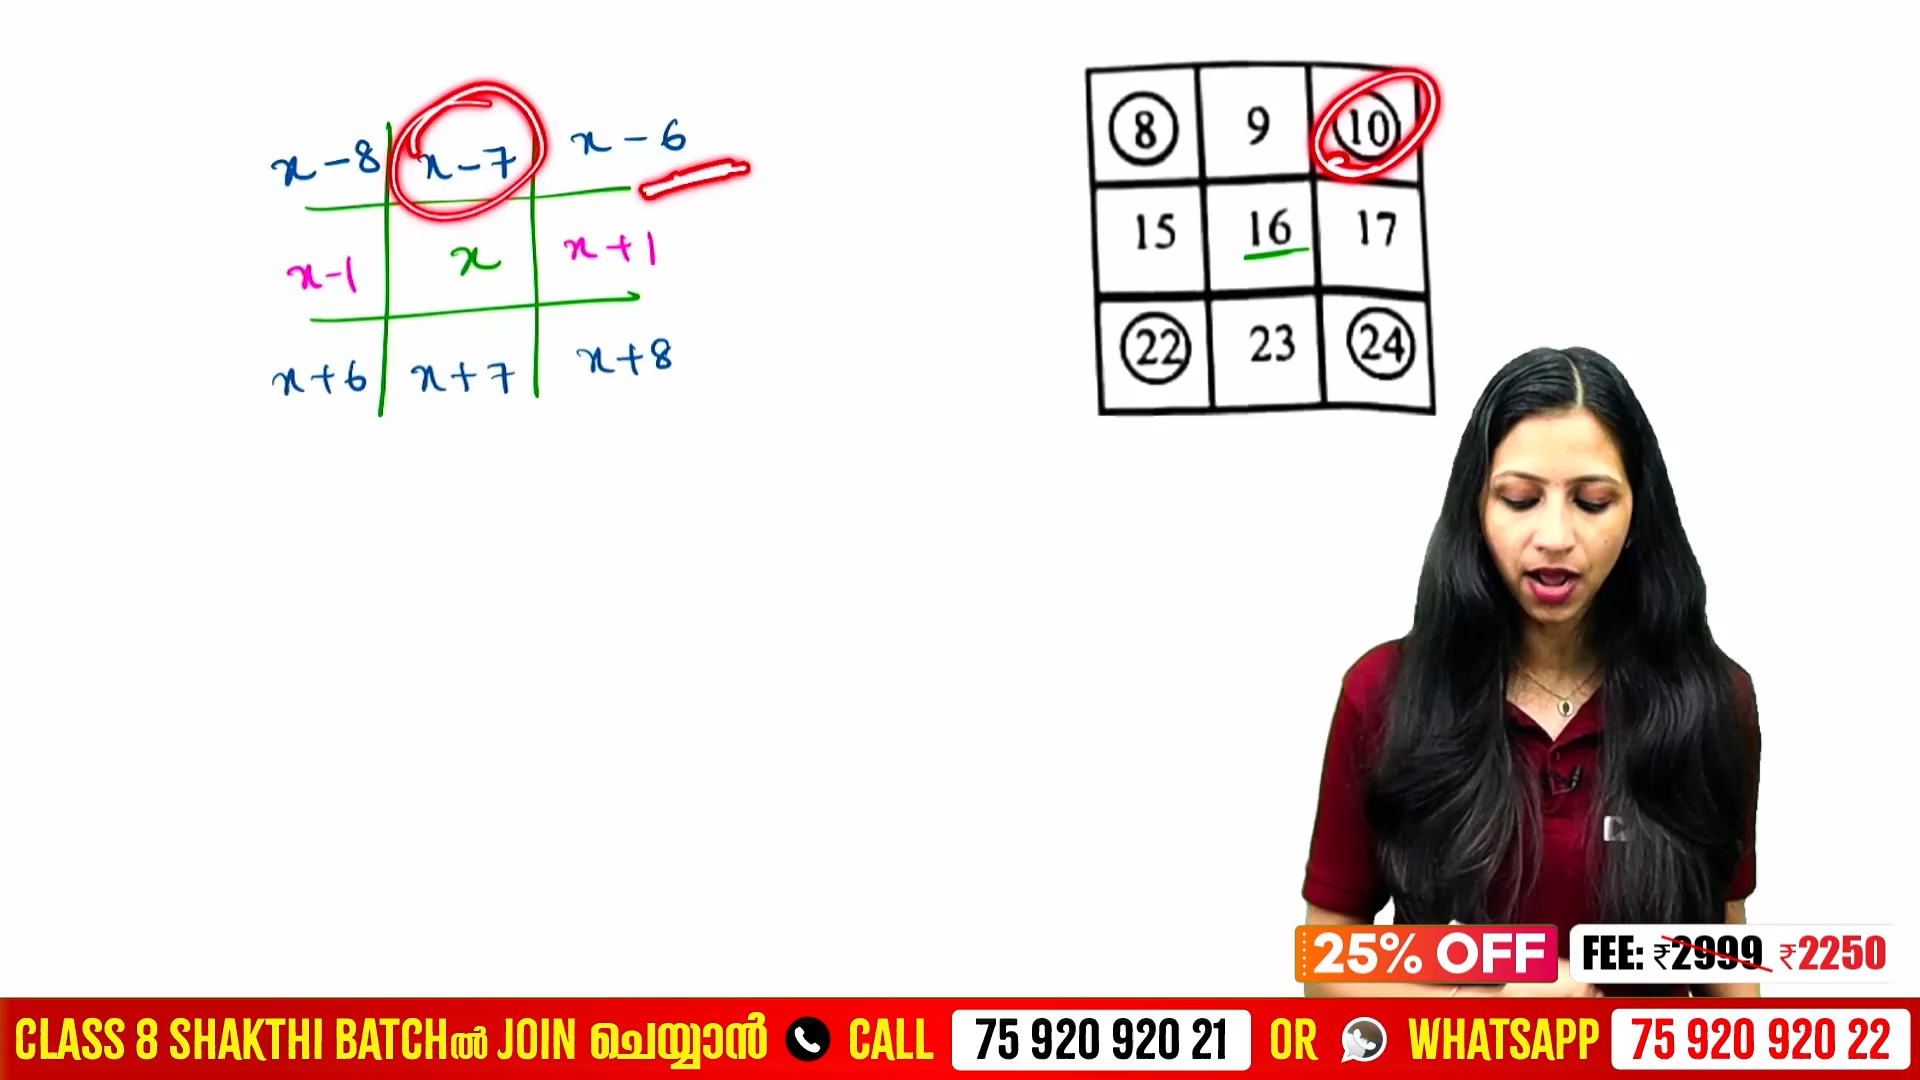 x-8 x-7 x-6
x-1 x x+1
x+6 x+7 x+8
8 9 10
15 16 17
22 23 24
25% OFF FEE: ₹2999 ₹2250
CLASS 8 SHAKTHI BATCHൽ JOIN ചെയ്യാൻ CALL 75 920 920 21 OR WHATSAPP 75 920 920 22